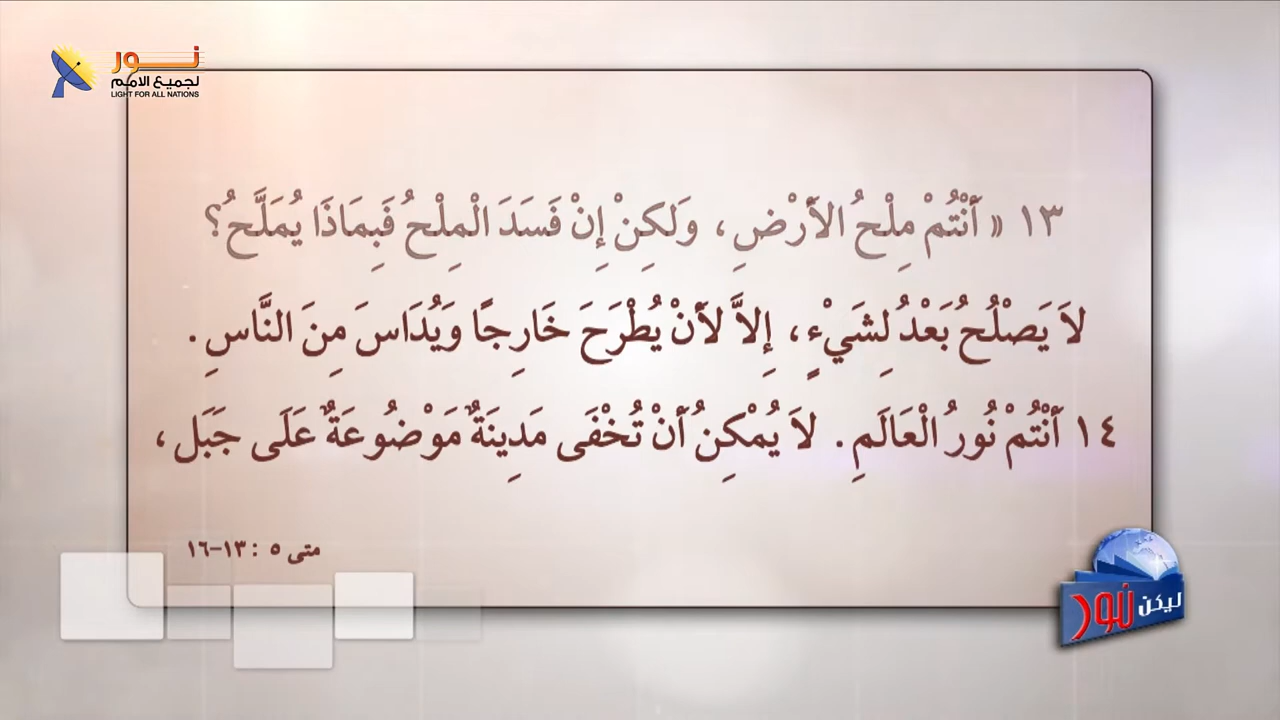 نور
لجميع الامم
LIGHT FOR ALL NATIONS
١٣ « أَنْتُمْ مِلْحُ الأَرْضِ، وَلكِنْ إِنْ فَسَدَ الْمِلْحُ فَبِمَاذَا يُمَلَّحُ؟
لاَ يَصْلُحُ بَعْدُ لِشَيْءٍ، إِلاَّ لأَنْ يُطْرَحَ خَارِجًا وَيُدَاسَ مِنَ النَّاسِ.
١٤ أَنْتُمْ نُورُ الْعَالَمِ. لاَ يُمْكِنُ أَنْ تُخْفَى مَدِينَةٌ مَوْضُوعَةٌ عَلَى جَبَل،
متى ٥ : ١٣-١٦
ليكن نور